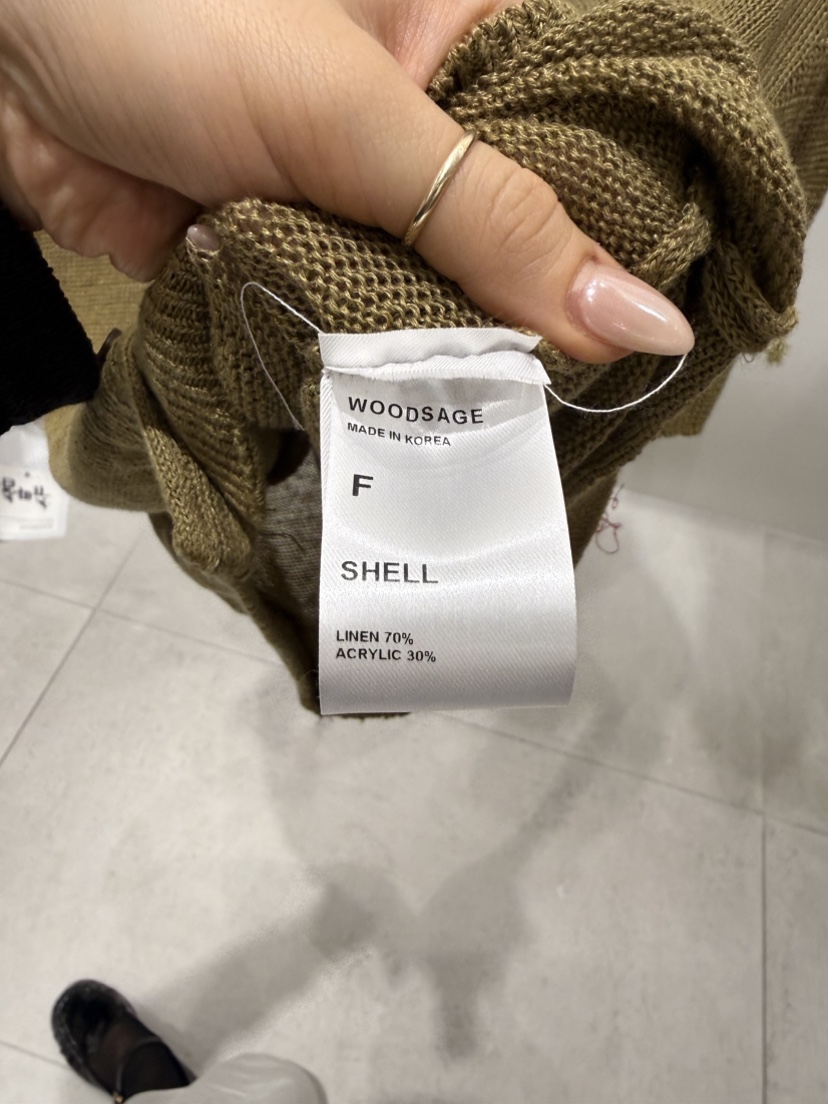 WOODSAGE
MADE IN KOREA
F
SHELL
LINEN 70%
ACRYLIC 30%